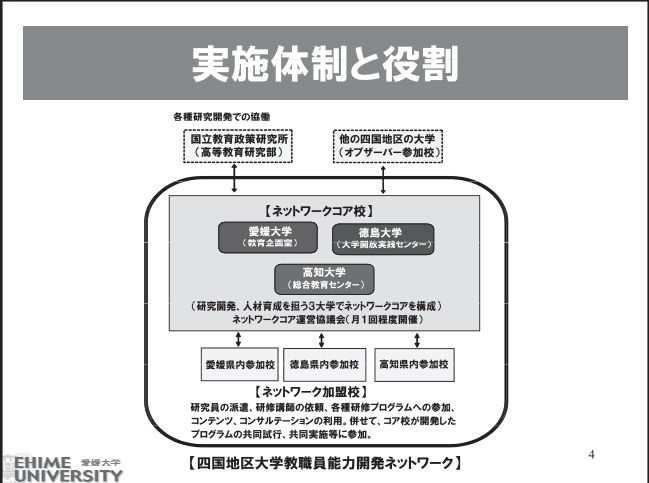 実施体制と役割
各種研究開発での協働
国立教育政策研究所
（高等教育研究部）
他の四国地区の大学
（オブザーバー参加校）
【ネットワークコア校】
愛媛大学
（教育企画室）
徳島大学
（大学開放実践センター）
高知大学
（総合教育センター）
（研究開発、人材育成を担う3大学でネットワークコアを構成）
ネットワークコア運営協議会（月1回程度開催）
愛媛県内参加校
徳島県内参加校
高知県内参加校
【ネットワーク加盟校】
研究員の派遣、研修講師の依頼、各種研修プログラムへの参加、
コンテンツ、コンサルテーションの利用。併せて、コア校が開発した
プログラムの共同試行、共同実施等に参加。
【四国地区大学教職員能力開発ネットワーク】
4
EHIME 愛媛大学
UNIVERSITY